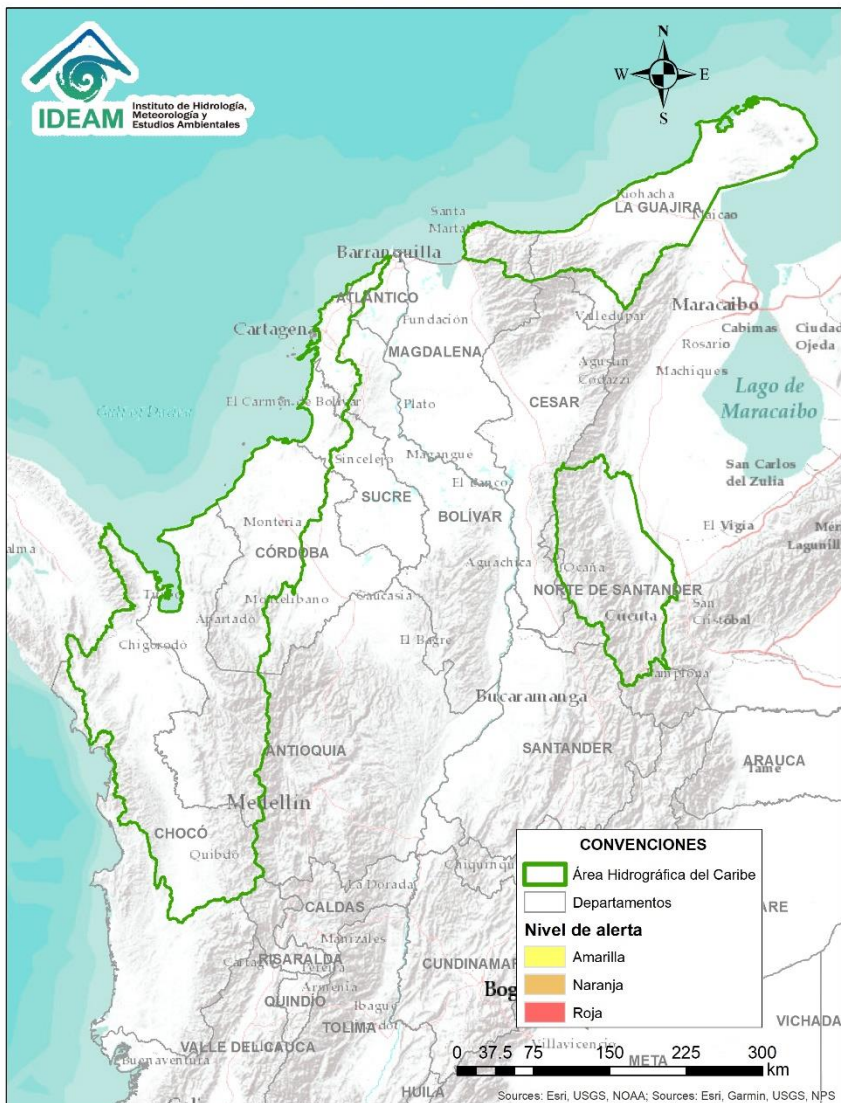 IDEAM
Instituto de Hidrología,
Meteorología y
Estudios Ambientales
N
W
E
S
Riohacha
LA GUAJIRA
Maicao
Santa
Marta
Barranquilla
ATLÁNTICO
Cartagena
Fundación
Valledupar
Maracaibo
Cabimas
Ciudad
Ojeda
MAGDALENA
Rosario
Machiques
Agustín
Codazzi
Lago de
Maracaibo
El Carmen de Bolívar
Plato
CESAR
Sincelejo
Magangue
San Carlos
del Zulia
SUCRE
El Banco
BOLÍVAR
Montería
El Vigia
CÓRDOBA
Aguachica
Ocaña
NORTE DE SANTANDER
Montelibano
Caucasia
Apartadó
Cucuta
San
Cristóbal
Chigorodó
El Bagre
Bucaramanga
ANTIOQUIA
SANTANDER
ARAUCA
Tame
Medellín
CHOCÓ
Quibdó
La Dorada
CALDAS
Manizales
RISARALDA
Pereira
Armenia
CUNDINAMAR
QUINDÍO
Ibague
Bog
TOLIMA
VALLE DEL CAUCA
Buenaventura
Villavicencio
META
VICHADA
HUILA
CONVENCIONES
Área Hidrográfica del Caribe
Departamentos
Nivel de alerta
Amarilla
Naranja
Roja
0 37.5 75 150 225 300
km
Sources: Esri, USGS, NOAA; Sources: Esri, Garmin, USGS, NPS